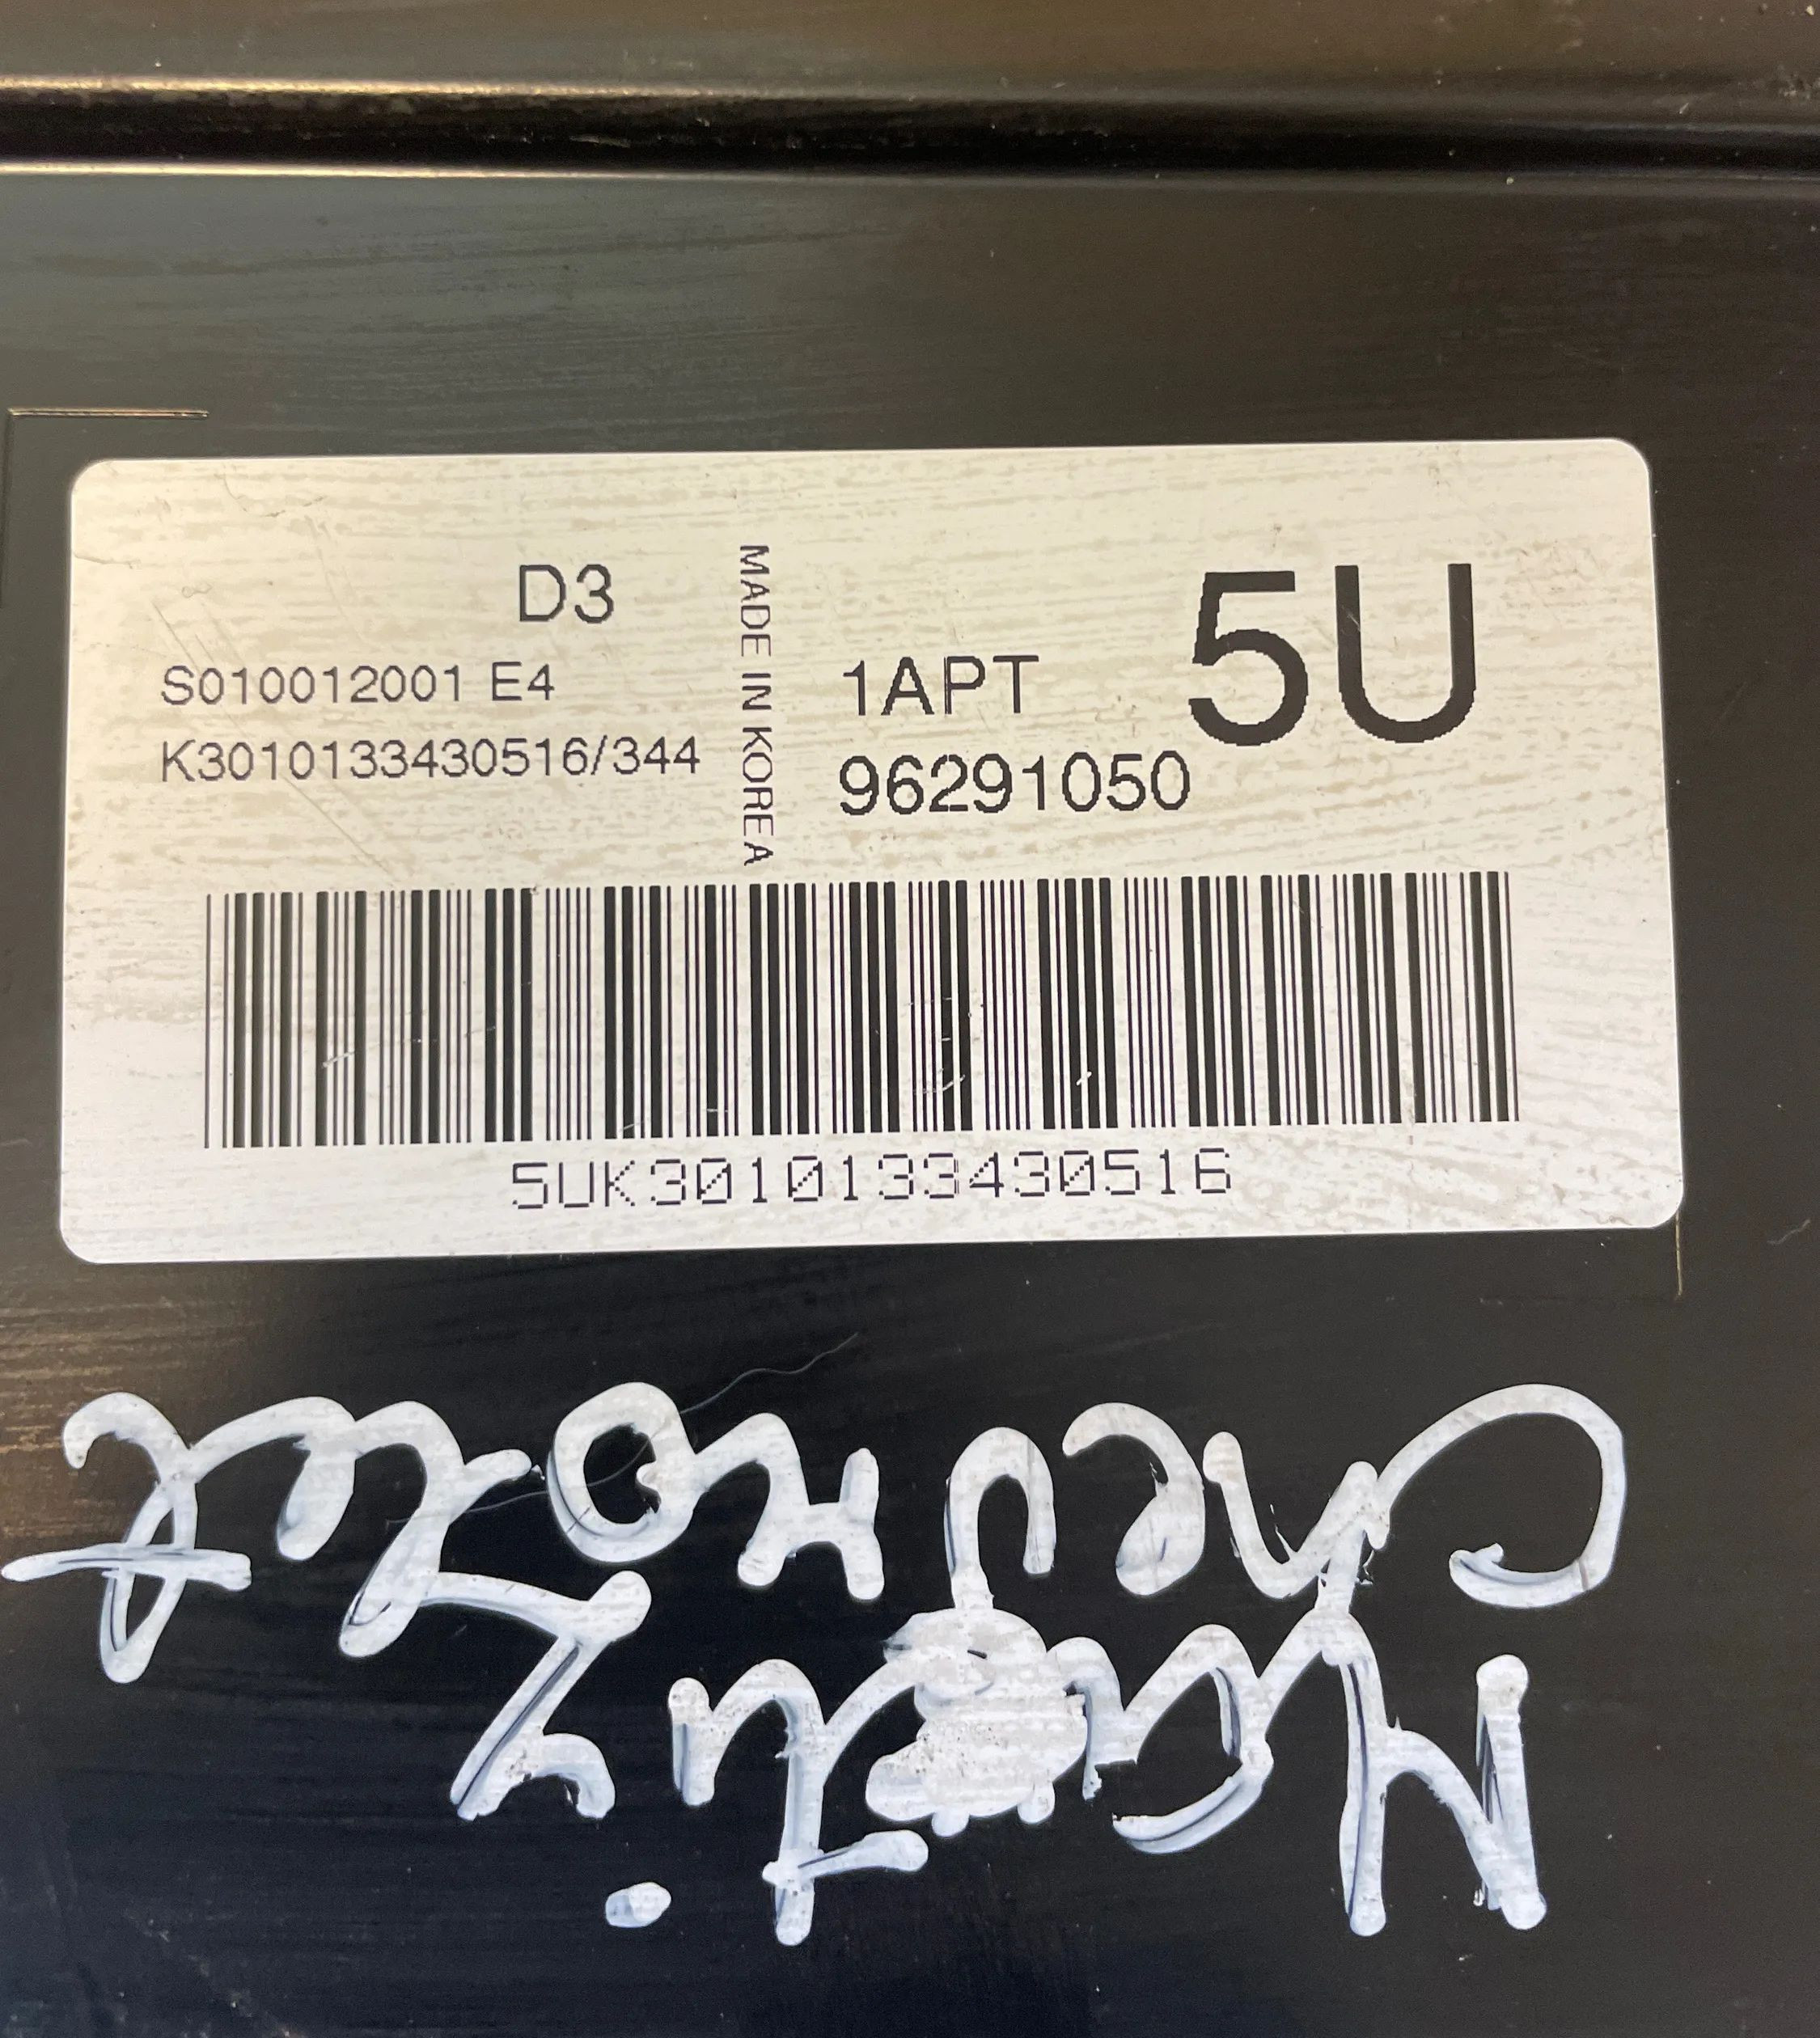 D3
S010012001 E4
K3010133430516/344
MADE IN KOREA
1APT
5U
96291050
5UK3010133430516
Matiz
Chevrolet